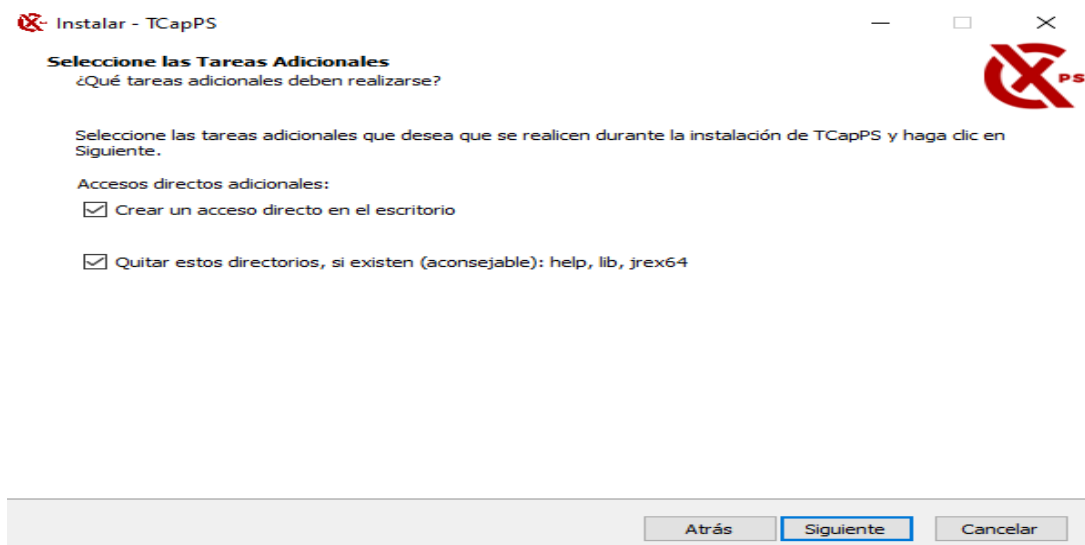 Instalar - TCapPS
Seleccione las Tareas Adicionales
¿Qué tareas adicionales deben realizarse?
PS
Seleccione las tareas adicionales que desea que se realicen durante la instalación de TCapPS y haga clic en
Siguiente.
Accesos directos adicionales:
Crear un acceso directo en el escritorio
Quitar estos directorios, si existen (aconsejable): help, lib, jrex64
Atrás
Siguiente
Cancelar